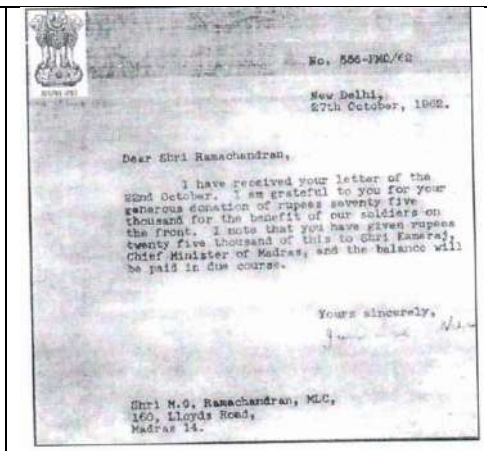 No. 556-PMO/62
New Delhi,
27th October, 1962.
Dear Shri Ramachandran,
I have received your letter of the
22nd October. I am grateful to you for your
generous donation of rupees seventy five
thousand for the benefit of our soldiers on
the front. I note that you have given rupees
twenty five thousand of this to Shri Kamaraj,
Chief Minister of Madras, and the balance will
be paid in due course.
Yours sincerely,
Shri M.G. Ramachandran, MLC,
160, Lloyds Road,
Madras 14.